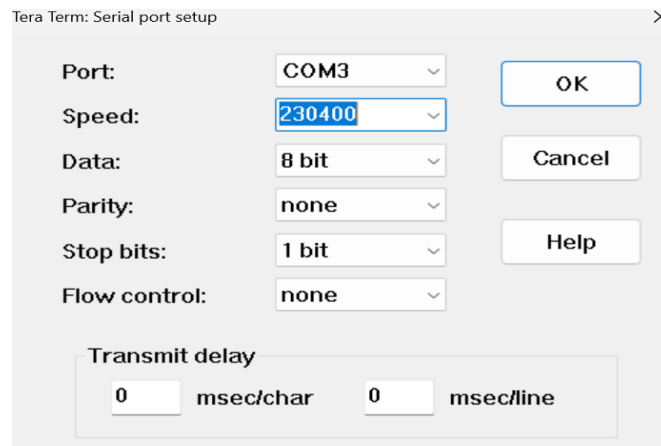 Tera Term: Serial port setup
Port: COM3 OK
Speed: 230400
Data: 8 bit Cancel
Parity: none
Stop bits: 1 bit Help
Flow control: none
Transmit delay
0 msec/char 0 msec/line